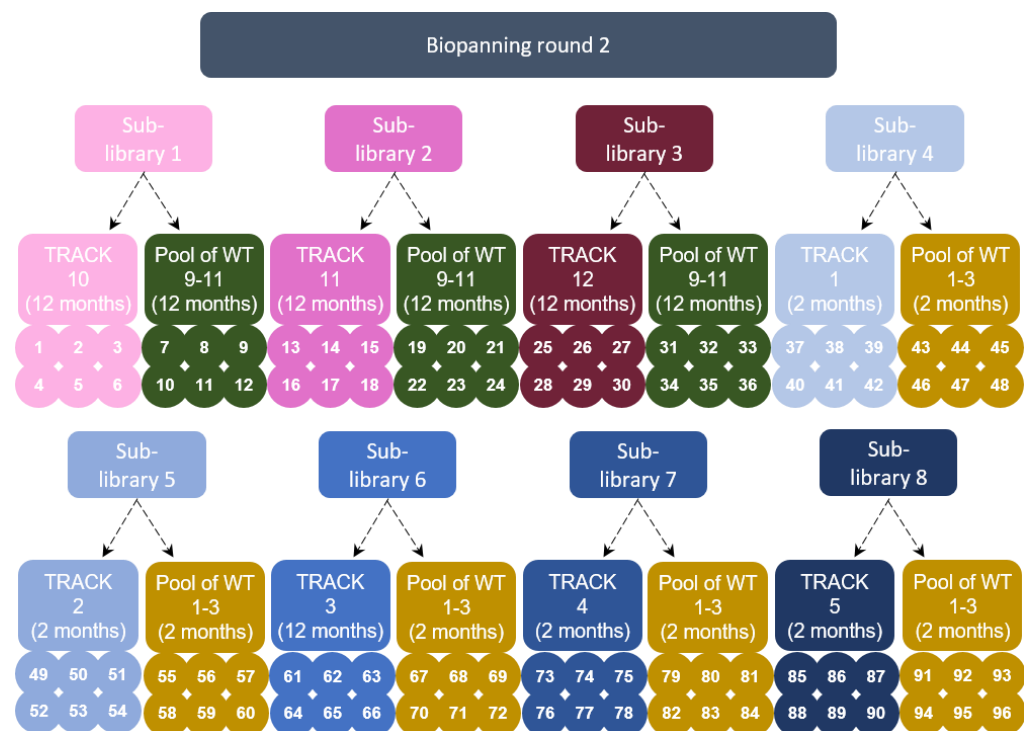 Biopanning round 2
Sub-
library 1
Sub-
library 2
Sub-
library 3
Sub-
library 4
TRACK
10
(12 months)
Pool of WT
9-11
(12 months)
TRACK
11
(12 months)
Pool of WT
9-11
(12 months)
TRACK
12
(12 months)
Pool of WT
9-11
(12 months)
TRACK
1
(2 months)
Pool of WT
1-3
(2 months)
1 2 3
4 5 6
7 8 9
10 11 12
13 14 15
16 17 18
19 20 21
22 23 24
25 26 27
28 29 30
31 32 33
34 35 36
37 38 39
40 41 42
43 44 45
46 47 48
Sub-
library 5
Sub-
library 6
Sub-
library 7
Sub-
library 8
TRACK
2
(2 months)
Pool of WT
1-3
(2 months)
TRACK
3
(12 months)
Pool of WT
1-3
(2 months)
TRACK
4
(2 months)
Pool of WT
1-3
(2 months)
TRACK
5
(2 months)
Pool of WT
1-3
(2 months)
49 50 51
52 53 54
55 56 57
58 59 60
61 62 63
64 65 66
67 68 69
70 71 72
73 74 75
76 77 78
79 80 81
82 83 84
85 86 87
88 89 90
91 92 93
94 95 96